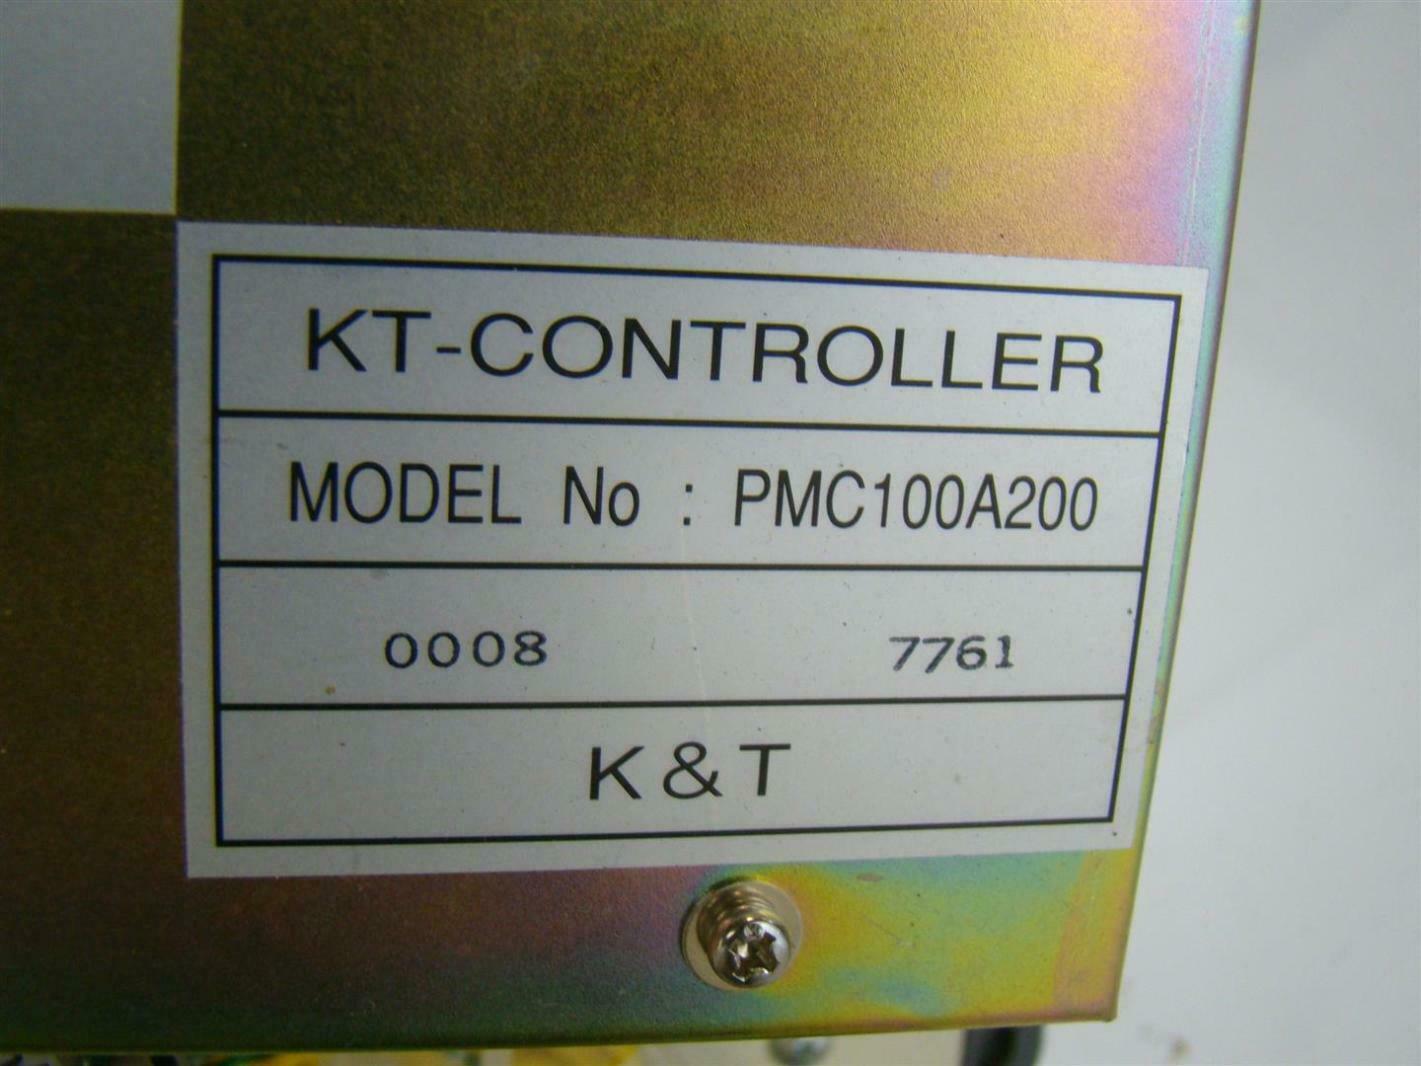 KT-CONTROLLER
MODEL No : PMC100A200
0008 7761
K & T